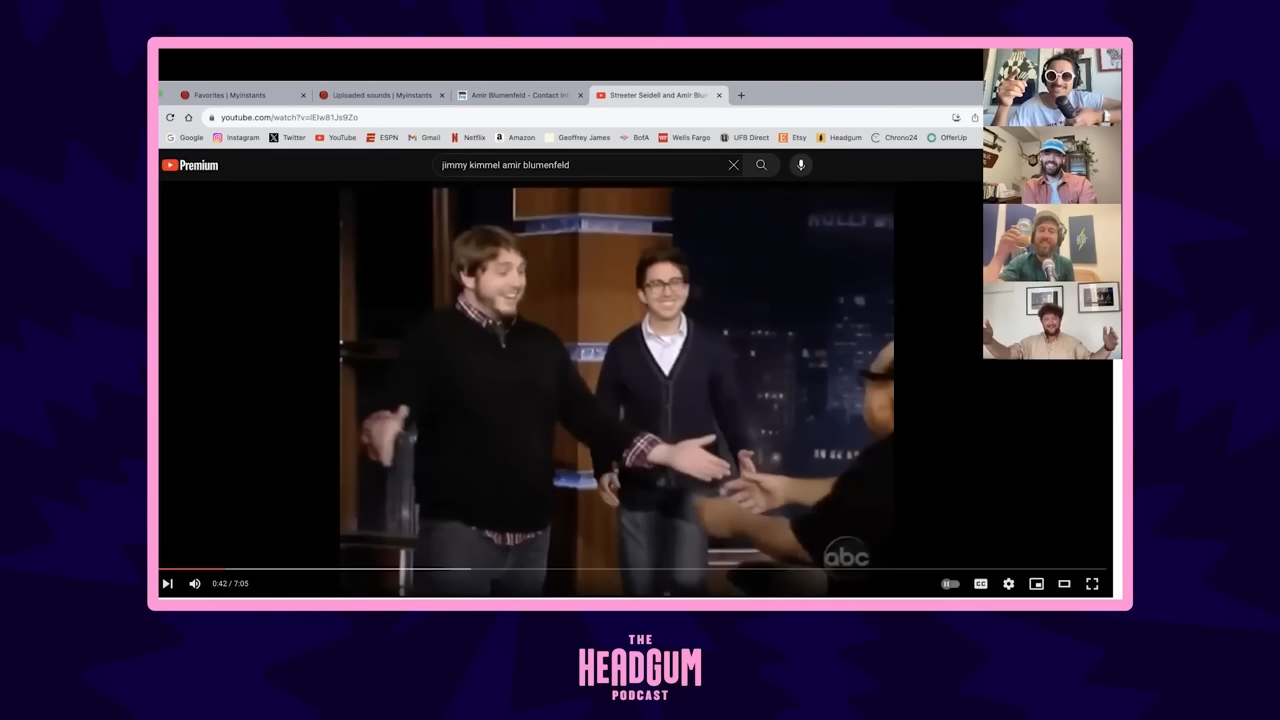 Favorites | Myinstants
Uploaded sounds | Myinstants
Amir Blumenfeld - Contact Inf
Streeter Seidell and Amir Blu
youtube.com/watch?v=IEIw81Js9Zo
Google
Instagram
Twitter
YouTube
ESPN
Gmail
Netflix
Amazon
Geoffrey James
BofA
Wells Fargo
UFB Direct
Etsy
Headgum
Chrono24
OfferUp
Premium
jimmy kimmel amir blumenfeld
abc
0:42 / 7:05
CC
THE
HEADGUM
PODCAST